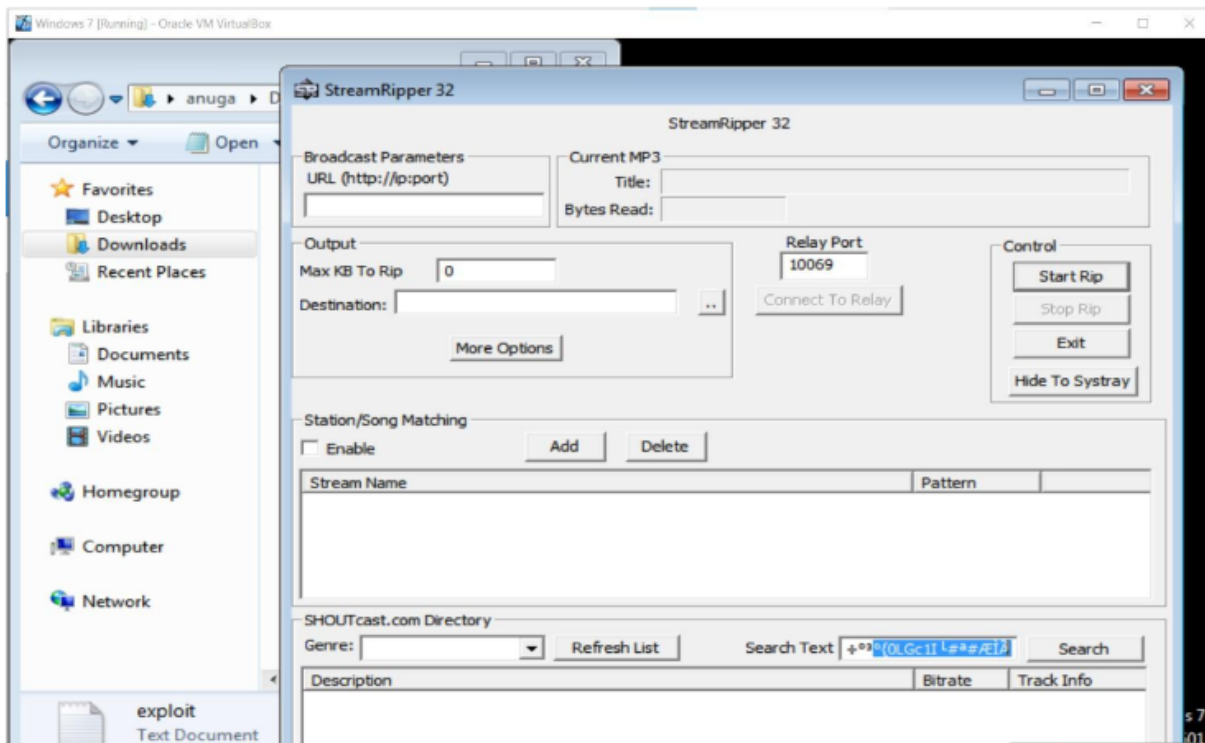 Windows 7 [Running] - Oracle VM VirtualBox
anuga
Organize
Open
Favorites
Desktop
Downloads
Recent Places
Libraries
Documents
Music
Pictures
Videos
Homegroup
Computer
Network
exploit
Text Document
StreamRipper 32
StreamRipper 32
Broadcast Parameters
URL (http://ip:port)
Current MP3
Title:
Bytes Read:
Output
Max KB To Rip 0
Destination: ..
More Options
Relay Port
10069
Connect To Relay
Control
Start Rip
Stop Rip
Exit
Hide To Systray
Station/Song Matching
Enable Add Delete
Stream Name Pattern
SHOUTcast.com Directory
Genre: Refresh List Search Text Search
Description Bitrate Track Info